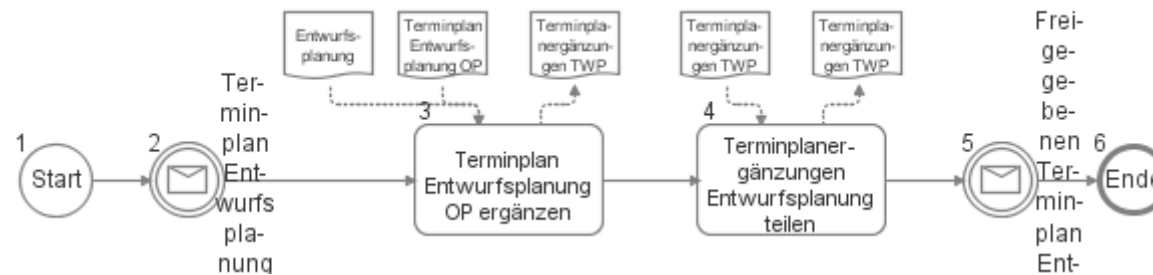 Entwurfs-
planung
Terminplan
Entwurfs-
planung OP
Terminpla-
nergänzun-
gen TWP
Terminpla-
nergänzun-
gen TWP
Terminpla-
nergänzun-
gen TWP
1
Start
2
Ter-
min-
plan
Ent-
wurfs
pla-
nung
3
Terminplan
Entwurfsplanung
OP ergänzen
4
Terminplaner-
gänzungen
Entwurfsplanung
teilen
5
Frei-
ge-
ge-
be-
nen
Ter-
min-
plan
Ent-
6
Ende